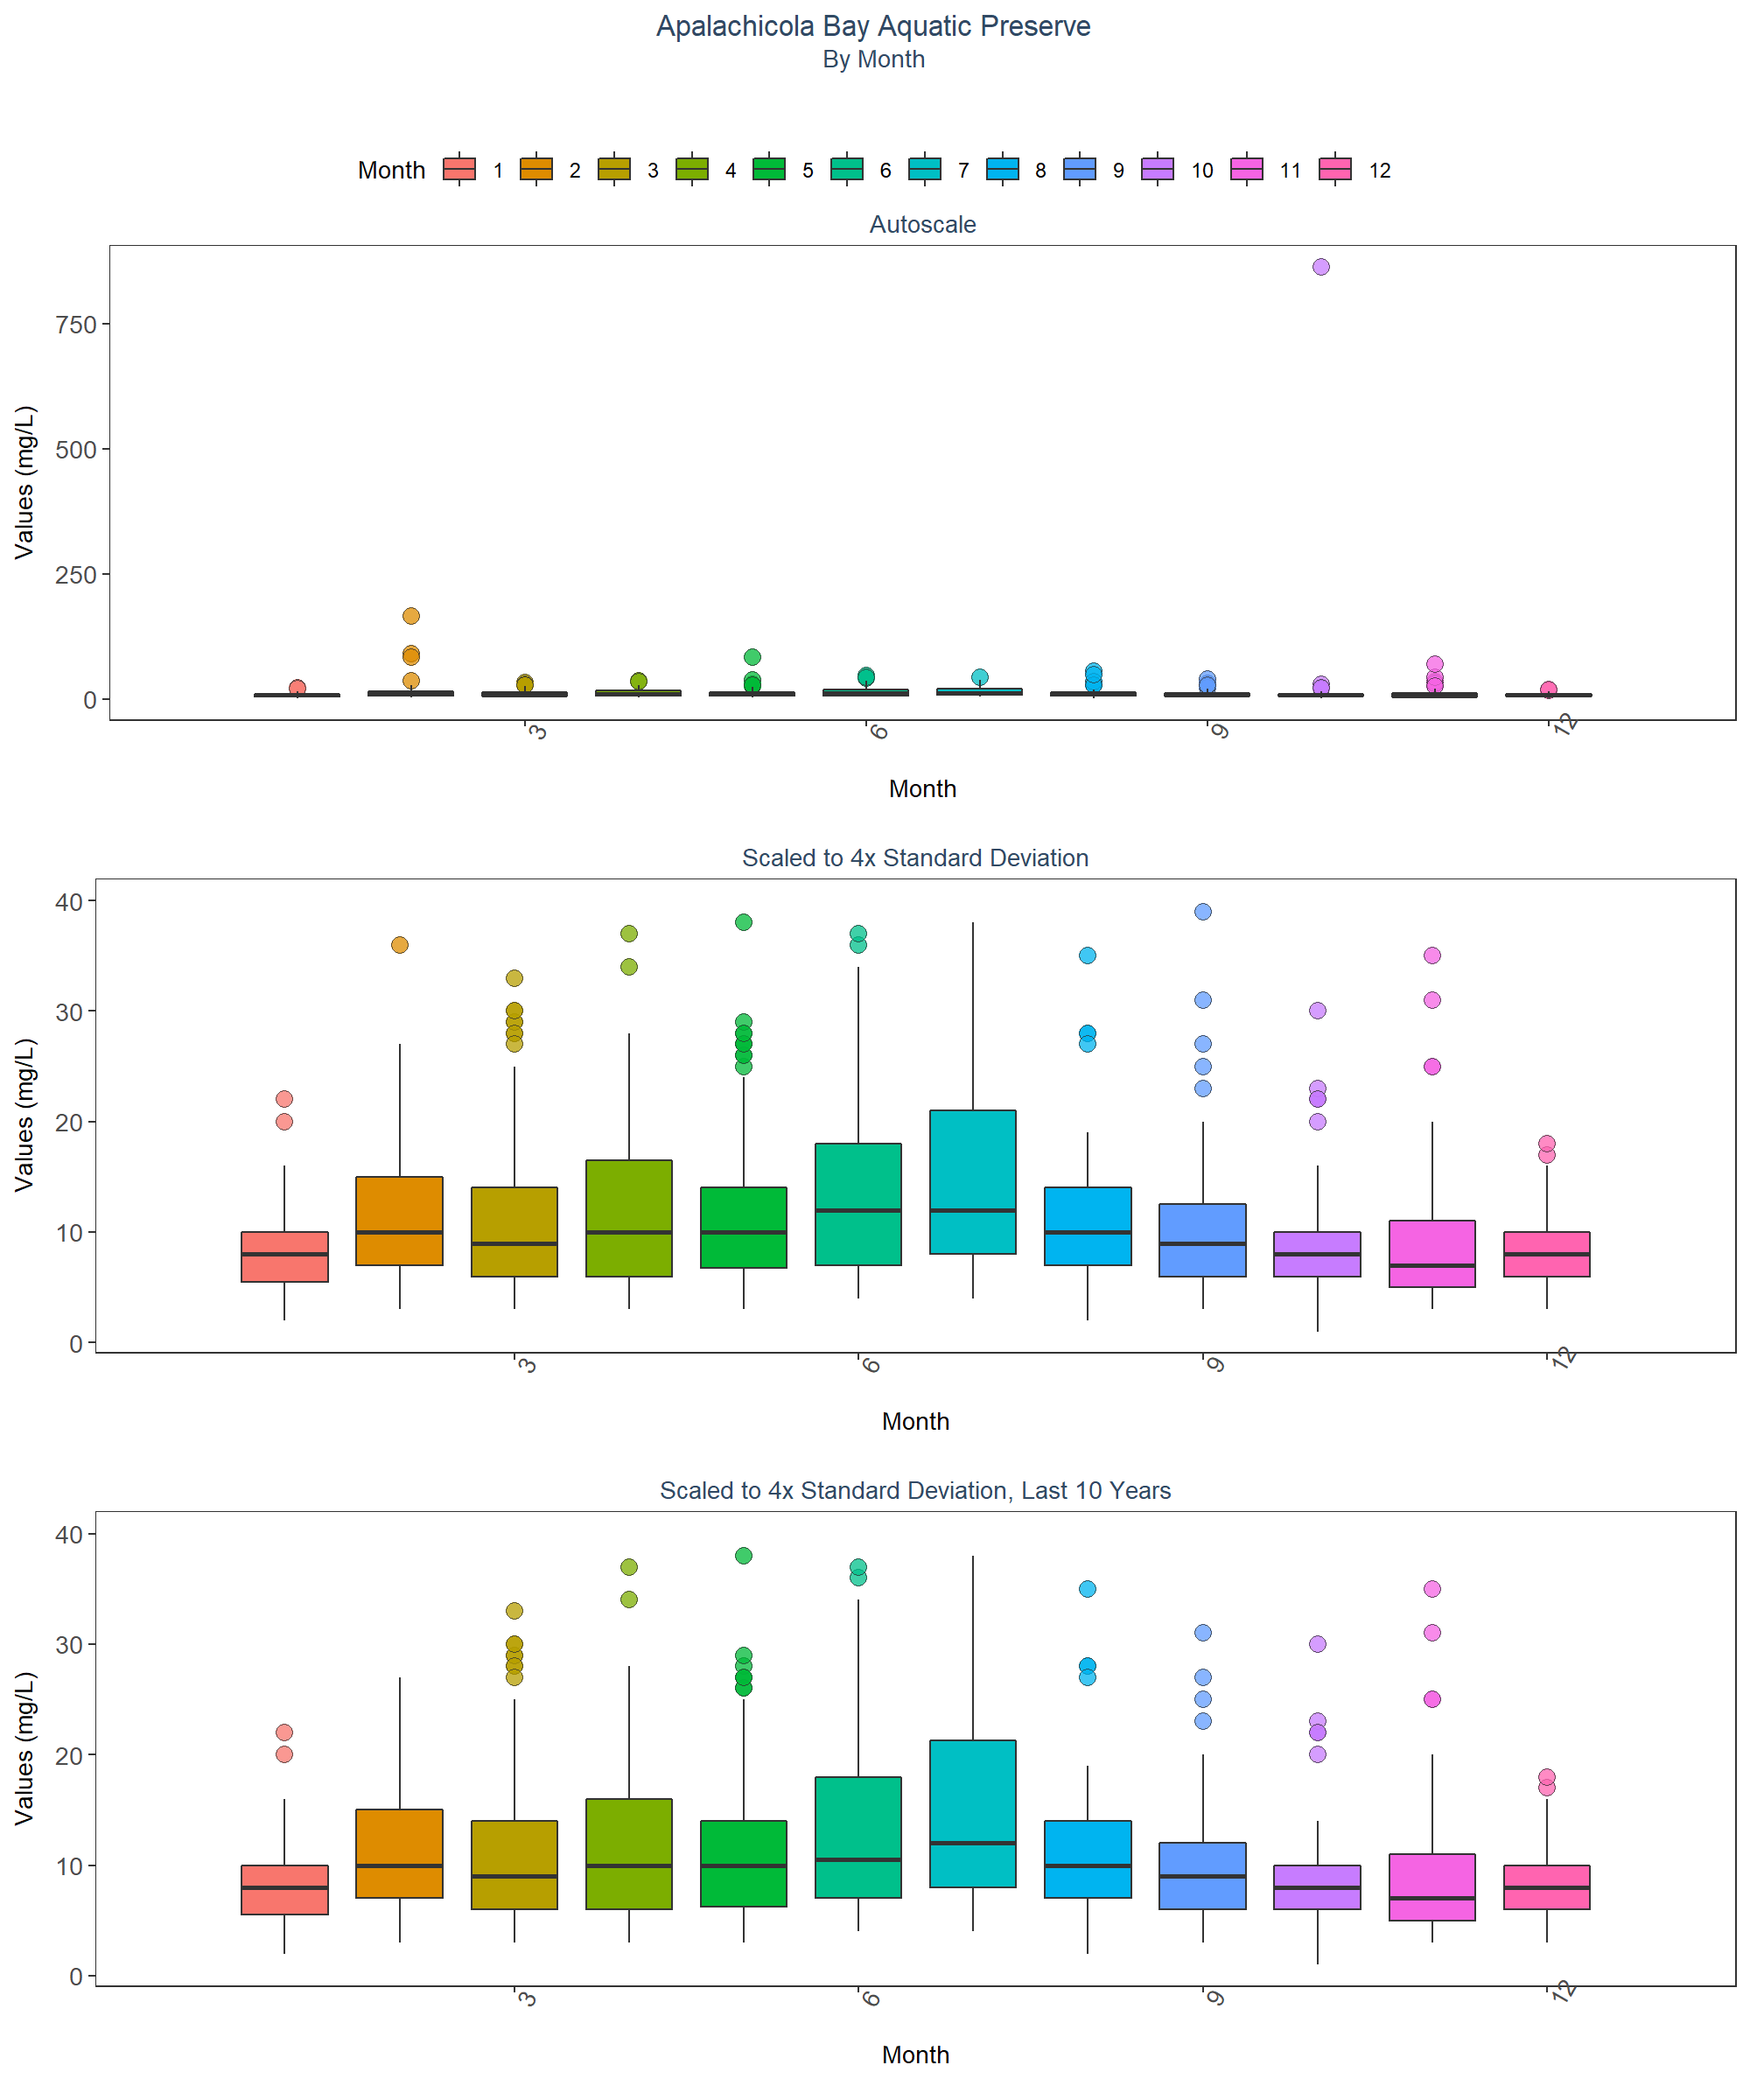 Apalachicola Bay Aquatic Preserve
By Month
Month 1 2 3 4 5 6 7 8 9 10 11 12
Autoscale
Values (mg/L)
750
500
250
0
3 6 9 12
Month
Scaled to 4x Standard Deviation
Values (mg/L)
40
30
20
10
0
3 6 9 12
Month
Scaled to 4x Standard Deviation, Last 10 Years
Values (mg/L)
40
30
20
10
0
3 6 9 12
Month